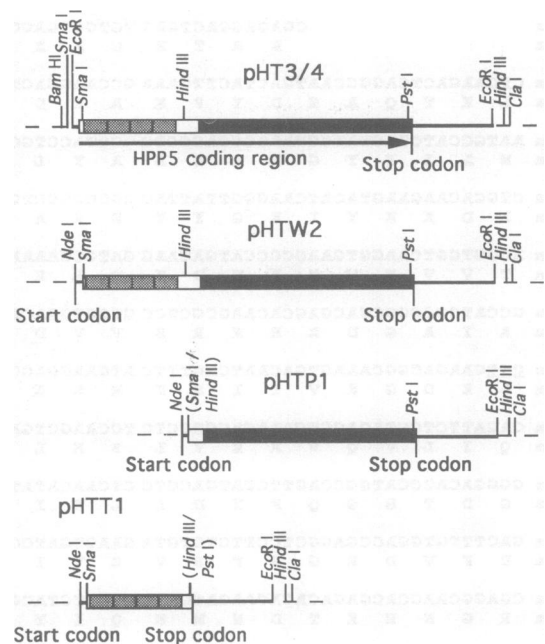 pHT3/4
Bam HI
Sma I
EcoR I
Sma I
Hind III
Pst I
EcoR I
Hind III
Cla I
HPP5 coding region
Stop codon
pHTW2
Nde I
Sma I
Hind III
Pst I
EcoR I
Hind III
Cla I
Start codon
Stop codon
pHTP1
Nde I
(Sma I/
Hind III)
Pst I
EcoR I
Hind III
Cla I
Start codon
Stop codon
pHTT1
Nde I
Sma I
(Hind III/
Pst I)
EcoR I
Hind III
Cla I
Start codon
Stop codon